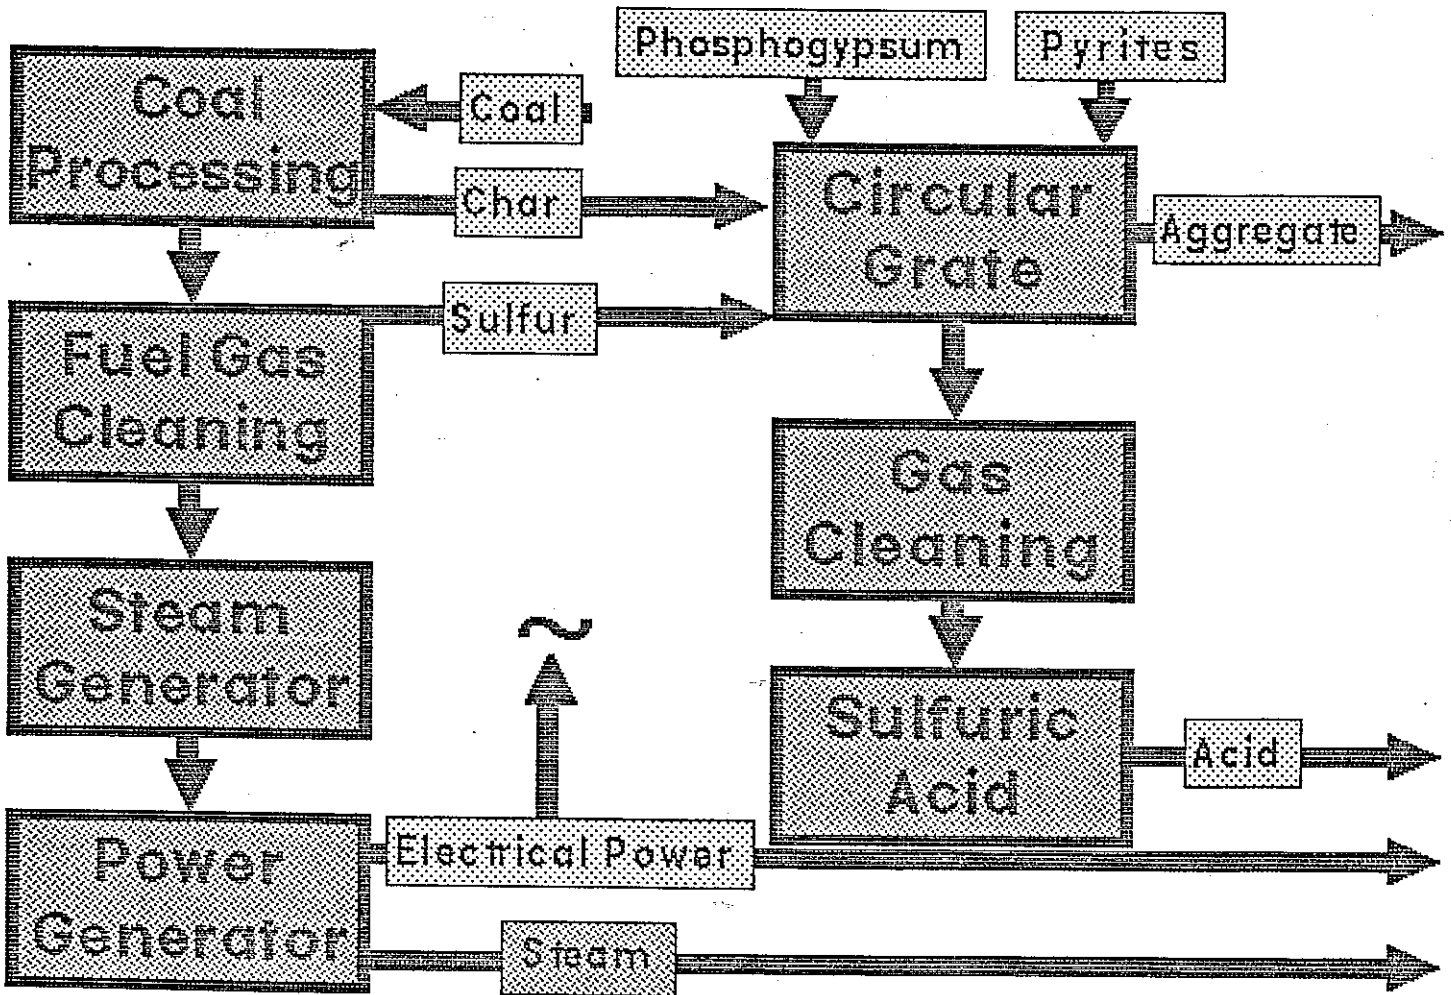 Phosphogypsum
Pyrites
Coal
Processing
Coal
Char
Circular
Grate
Aggregate
Fuel Gas
Cleaning
Sulfur
Gas
Cleaning
Steam
Generator
~
Sulfuric
Acid
Acid
Power
Generator
Electrical Power
Steam